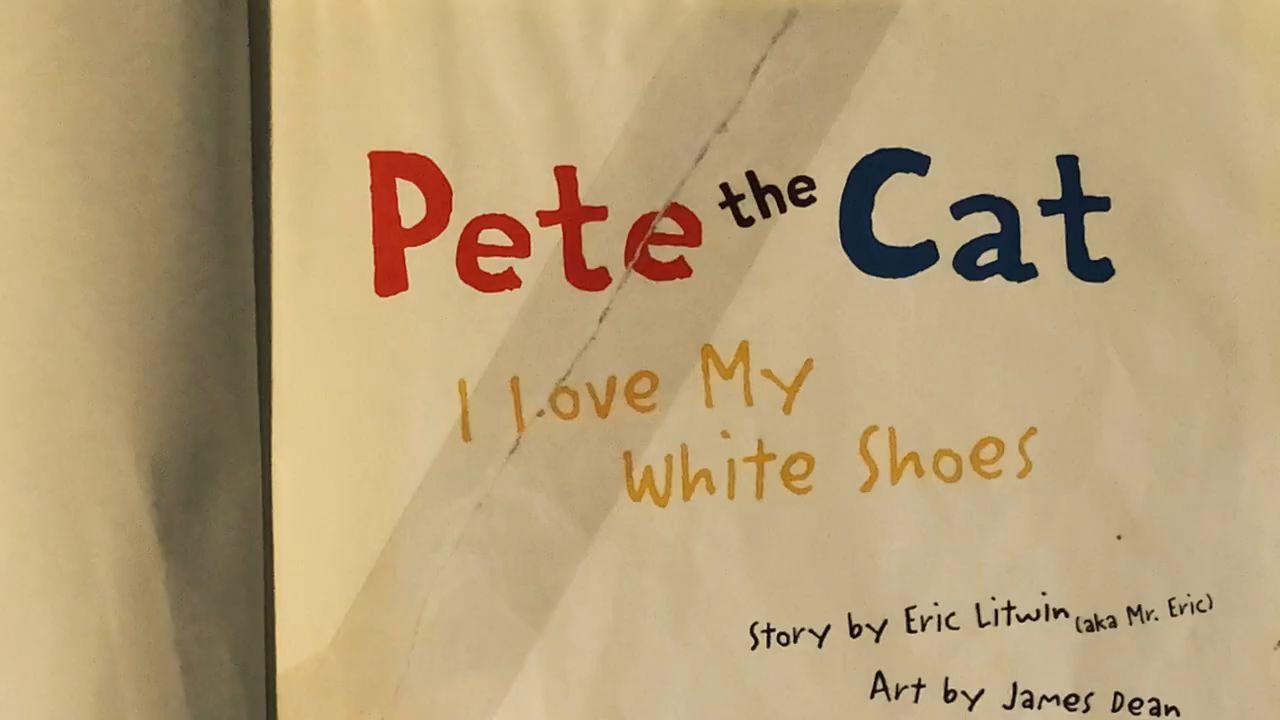 Pete the Cat
I Love My
White Shoes
Story by Eric Litwin (aka Mr. Eric)
Art by James Dean